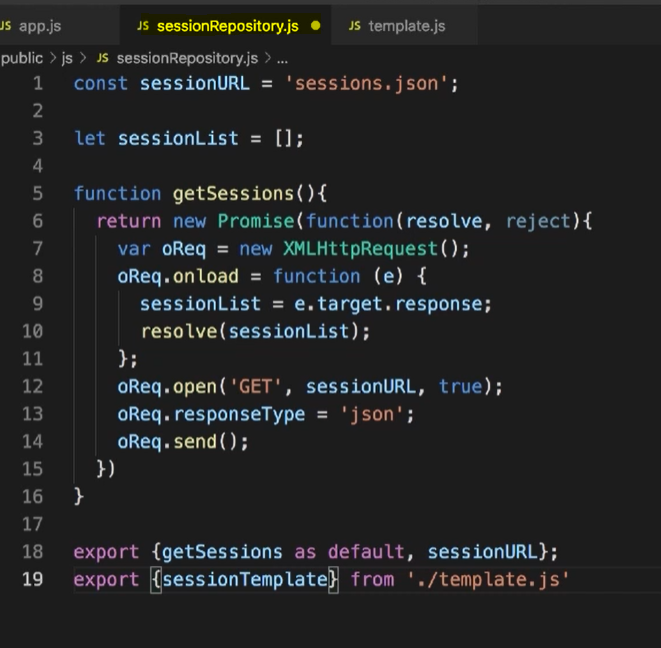 JS app.js JS sessionRepository.js ● JS template.js
public > js > JS sessionRepository.js > ...
1 const sessionURL = 'sessions.json';
2
3 let sessionList = [];
4
5 function getSessions(){
6 return new Promise(function(resolve, reject){
7 var oReq = new XMLHttpRequest();
8 oReq.onload = function (e) {
9 sessionList = e.target.response;
10 resolve(sessionList);
11 };
12 oReq.open('GET', sessionURL, true);
13 oReq.responseType = 'json';
14 oReq.send();
15 })
16 }
17
18 export {getSessions as default, sessionURL};
19 export {sessionTemplate} from './template.js'